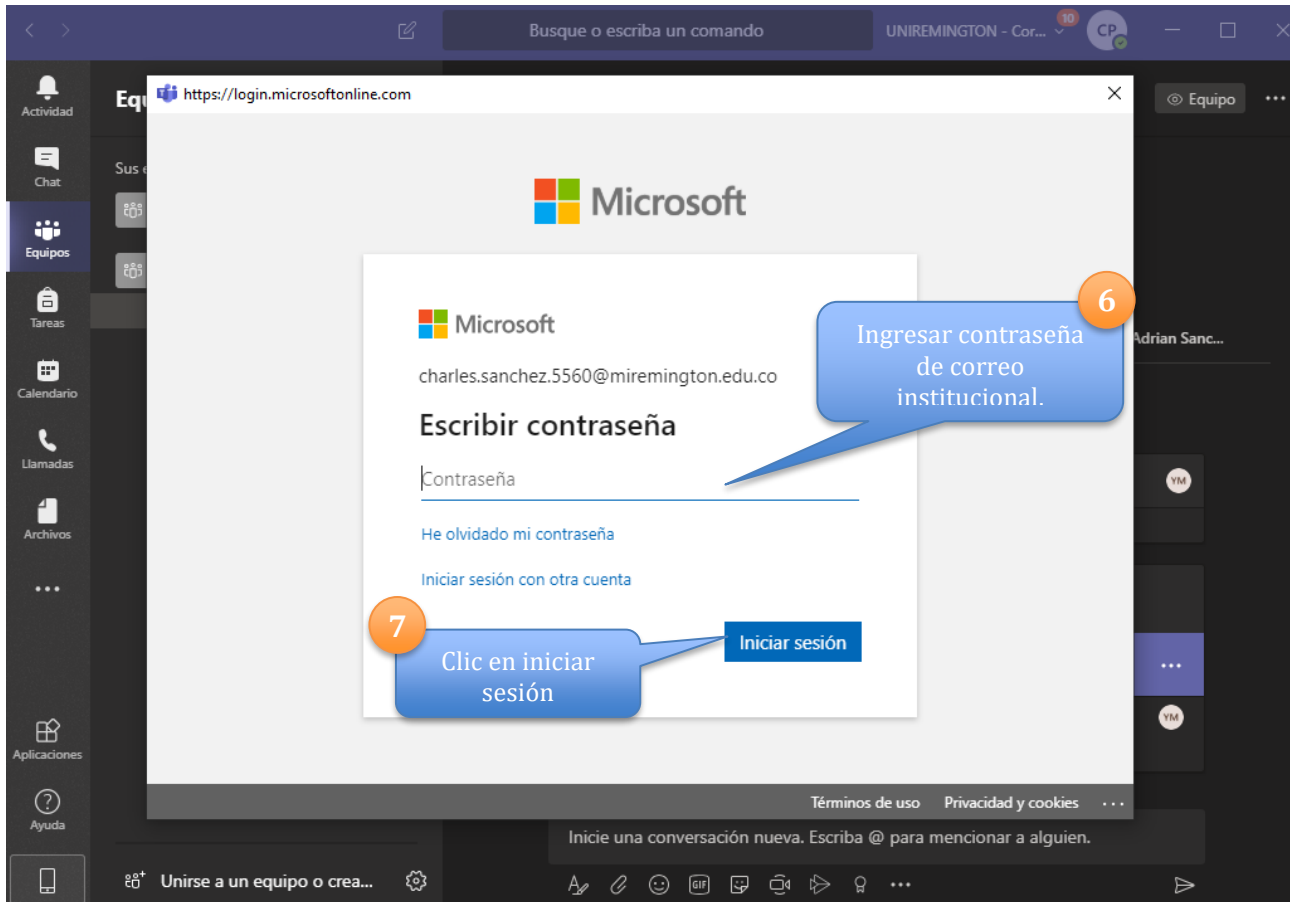 Busque o escriba un comando
UNIREMINGTON - Cor...
10
CP
Actividad
Chat
Equipos
Tareas
Calendario
Llamadas
Archivos
Aplicaciones
Ayuda
Equ
Sus e
Unirse a un equipo o crea...
https://login.microsoftonline.com
Microsoft
Microsoft
charles.sanchez.5560@miremington.edu.co
Escribir contraseña
Contraseña
He olvidado mi contraseña
Iniciar sesión con otra cuenta
Iniciar sesión
6
Ingresar contraseña
de correo
institucional.
7
Clic en iniciar
sesión
Términos de uso
Privacidad y cookies
Equipo
Adrian Sanc...
YM
YM
Inicie una conversación nueva. Escriba @ para mencionar a alguien.
GIF